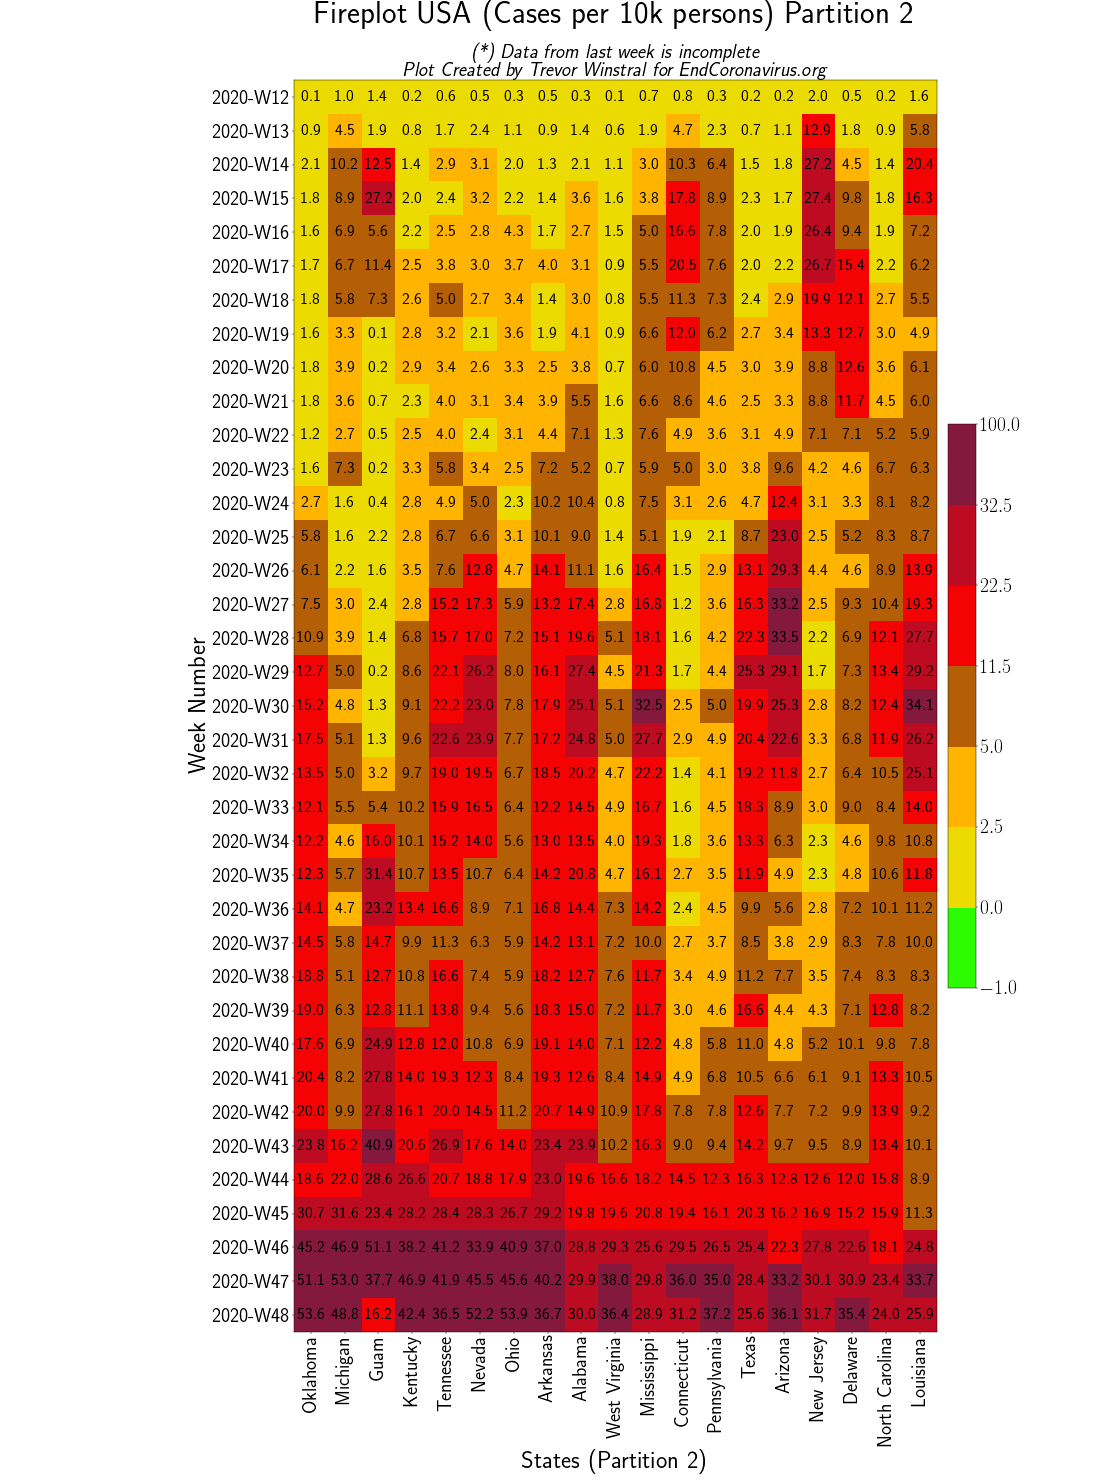 Fireplot USA (Cases per 10k persons) Partition 2
(*) Data from last week is incomplete
Plot Created by Trevor Winstral for EndCoronavirus.org
2020-W12 0.1 1.0 1.4 0.2 0.6 0.5 0.3 0.5 0.3 0.1 0.7 0.8 0.3 0.2 0.2 2.0 0.5 0.2 1.6
2020-W13 0.9 4.5 1.9 0.8 1.7 2.4 1.1 0.9 1.4 0.6 1.9 4.7 2.3 0.7 1.1 12.9 1.8 0.9 5.8
2020-W14 2.1 10.2 12.5 1.4 2.9 3.1 2.0 1.3 2.1 1.1 3.0 10.3 6.4 1.5 1.8 27.2 4.5 1.4 20.4
2020-W15 1.8 8.9 27.2 2.0 2.4 3.2 2.2 1.4 3.6 1.6 3.8 17.8 8.9 2.3 1.7 27.4 9.8 1.8 16.3
2020-W16 1.6 6.9 5.6 2.2 2.5 2.8 4.3 1.7 2.7 1.5 5.0 16.6 7.8 2.0 1.9 26.4 9.4 1.9 7.2
2020-W17 1.7 6.7 11.4 2.5 3.8 3.0 3.7 4.0 3.1 0.9 5.5 20.5 7.6 2.0 2.2 26.7 15.4 2.2 6.2
2020-W18 1.8 5.8 7.3 2.6 5.0 2.7 3.4 1.4 3.0 0.8 5.5 11.3 7.3 2.4 2.9 19.9 12.1 2.7 5.5
2020-W19 1.6 3.3 0.1 2.8 3.2 2.1 3.6 1.9 4.1 0.9 6.6 12.0 6.2 2.7 3.4 13.3 12.7 3.0 4.9
2020-W20 1.8 3.9 0.2 2.9 3.4 2.6 3.3 2.5 3.8 0.7 6.0 10.8 4.5 3.0 3.9 8.8 12.6 3.6 6.1
2020-W21 1.8 3.6 0.7 2.3 4.0 3.1 3.4 3.9 5.5 1.6 6.6 8.6 4.6 2.5 3.3 8.8 11.7 4.5 6.0
2020-W22 1.2 2.7 0.5 2.5 4.0 2.4 3.1 4.4 7.1 1.3 7.6 4.9 3.6 3.1 4.9 7.1 7.1 5.2 5.9
2020-W23 1.6 7.3 0.2 3.3 5.8 3.4 2.5 7.2 5.2 0.7 5.9 5.0 3.0 3.8 9.6 4.2 4.6 6.7 6.3
2020-W24 2.7 1.6 0.4 2.8 4.9 5.0 2.3 10.2 10.4 0.8 7.5 3.1 2.6 4.7 12.4 3.1 3.3 8.1 8.2
2020-W25 5.8 1.6 2.2 2.8 6.7 6.6 3.1 10.1 9.0 1.4 5.1 1.9 2.1 8.7 23.0 2.5 5.2 8.3 8.7
2020-W26 6.1 2.2 1.6 3.5 7.6 12.8 4.7 14.1 11.1 1.6 16.4 1.5 2.9 13.1 29.3 4.4 4.6 8.9 13.9
2020-W27 7.5 3.0 2.4 2.8 15.2 17.3 5.9 13.2 17.4 2.8 16.8 1.2 3.6 16.3 33.2 2.5 9.3 10.4 19.3
2020-W28 10.9 3.9 1.4 6.8 15.7 17.0 7.2 15.1 19.6 5.1 18.1 1.6 4.2 22.3 33.5 2.2 6.9 12.1 27.7
2020-W29 12.7 5.0 0.2 8.6 22.1 26.2 8.0 16.1 27.4 4.5 21.3 1.7 4.4 25.3 29.1 1.7 7.3 13.4 29.2
2020-W30 15.2 4.8 1.3 9.1 22.2 23.0 7.8 17.9 25.1 5.1 32.5 2.5 5.0 19.9 25.3 2.8 8.2 12.4 34.1
2020-W31 17.5 5.1 1.3 9.6 22.6 23.9 7.7 17.2 24.8 5.0 27.7 2.9 4.9 20.4 22.6 3.3 6.8 11.9 26.2
2020-W32 13.5 5.0 3.2 9.7 19.0 19.5 6.7 18.5 20.2 4.7 22.2 1.4 4.1 19.2 11.8 2.7 6.4 10.5 25.1
2020-W33 12.1 5.5 5.4 10.2 15.9 16.5 6.4 12.2 14.5 4.9 16.7 1.6 4.5 18.3 8.9 3.0 9.0 8.4 14.0
2020-W34 12.2 4.6 16.0 10.1 15.2 14.0 5.6 13.0 13.5 4.0 19.3 1.8 3.6 13.3 6.3 2.3 4.6 9.8 10.8
2020-W35 12.3 5.7 31.4 10.7 13.5 10.7 6.4 14.2 20.8 4.7 16.1 2.7 3.5 11.9 4.9 2.3 4.8 10.6 11.8
2020-W36 14.1 4.7 23.2 13.4 16.6 8.9 7.1 16.8 14.4 7.3 14.2 2.4 4.5 9.9 5.6 2.8 7.2 10.1 11.2
2020-W37 14.5 5.8 14.7 9.9 11.3 6.3 5.9 14.2 13.1 7.2 10.0 2.7 3.7 8.5 3.8 2.9 8.3 7.8 10.0
2020-W38 18.8 5.1 12.7 10.8 16.6 7.4 5.9 18.2 12.7 7.6 11.7 3.4 4.9 11.2 7.7 3.5 7.4 8.3 8.3
2020-W39 19.0 6.3 12.8 11.1 13.8 9.4 5.6 18.3 15.0 7.2 11.7 3.0 4.6 16.6 4.4 4.3 7.1 12.8 8.2
2020-W40 17.6 6.9 24.9 12.8 12.0 10.8 6.9 19.1 14.0 7.1 12.2 4.8 5.8 11.0 4.8 5.2 10.1 9.8 7.8
2020-W41 20.4 8.2 27.8 14.0 19.3 12.3 8.4 19.3 12.6 8.4 14.9 4.9 6.8 10.5 6.6 6.1 9.1 13.3 10.5
2020-W42 20.0 9.9 27.8 16.1 20.0 14.5 11.2 20.7 14.9 10.9 17.8 7.8 7.8 12.6 7.7 7.2 9.9 13.9 9.2
2020-W43 23.8 16.2 40.9 20.6 26.9 17.6 14.0 23.4 23.9 10.2 16.3 9.0 9.4 14.2 9.7 9.5 8.9 13.4 10.1
2020-W44 18.6 22.0 28.6 26.6 20.7 18.8 17.9 23.0 19.6 16.6 18.2 14.5 12.3 16.3 12.8 12.6 12.0 15.8 8.9
2020-W45 30.7 31.6 23.4 28.2 28.4 28.3 26.7 29.2 19.8 19.6 20.8 19.4 16.1 20.3 16.2 16.9 15.2 15.9 11.3
2020-W46 45.2 46.9 51.1 38.2 41.2 33.9 40.9 37.0 28.8 29.3 25.6 29.5 26.5 25.4 22.3 27.8 22.6 18.1 24.8
2020-W47 51.1 53.0 37.7 46.9 41.9 45.5 45.6 40.2 29.9 38.0 29.8 36.0 35.0 28.4 33.2 30.1 30.9 23.4 33.7
2020-W48 53.6 48.8 16.2 42.4 36.5 52.2 53.9 36.7 30.0 36.4 28.9 31.2 37.2 25.6 36.1 31.7 35.4 24.0 25.9
Oklahoma Michigan Guam Kentucky Tennessee Nevada Ohio Arkansas Alabama West Virginia Mississippi Connecticut Pennsylvania Texas Arizona New Jersey Delaware North Carolina Louisiana
States (Partition 2)
Week Number
100.0
32.5
22.5
11.5
5.0
2.5
0.0
−1.0